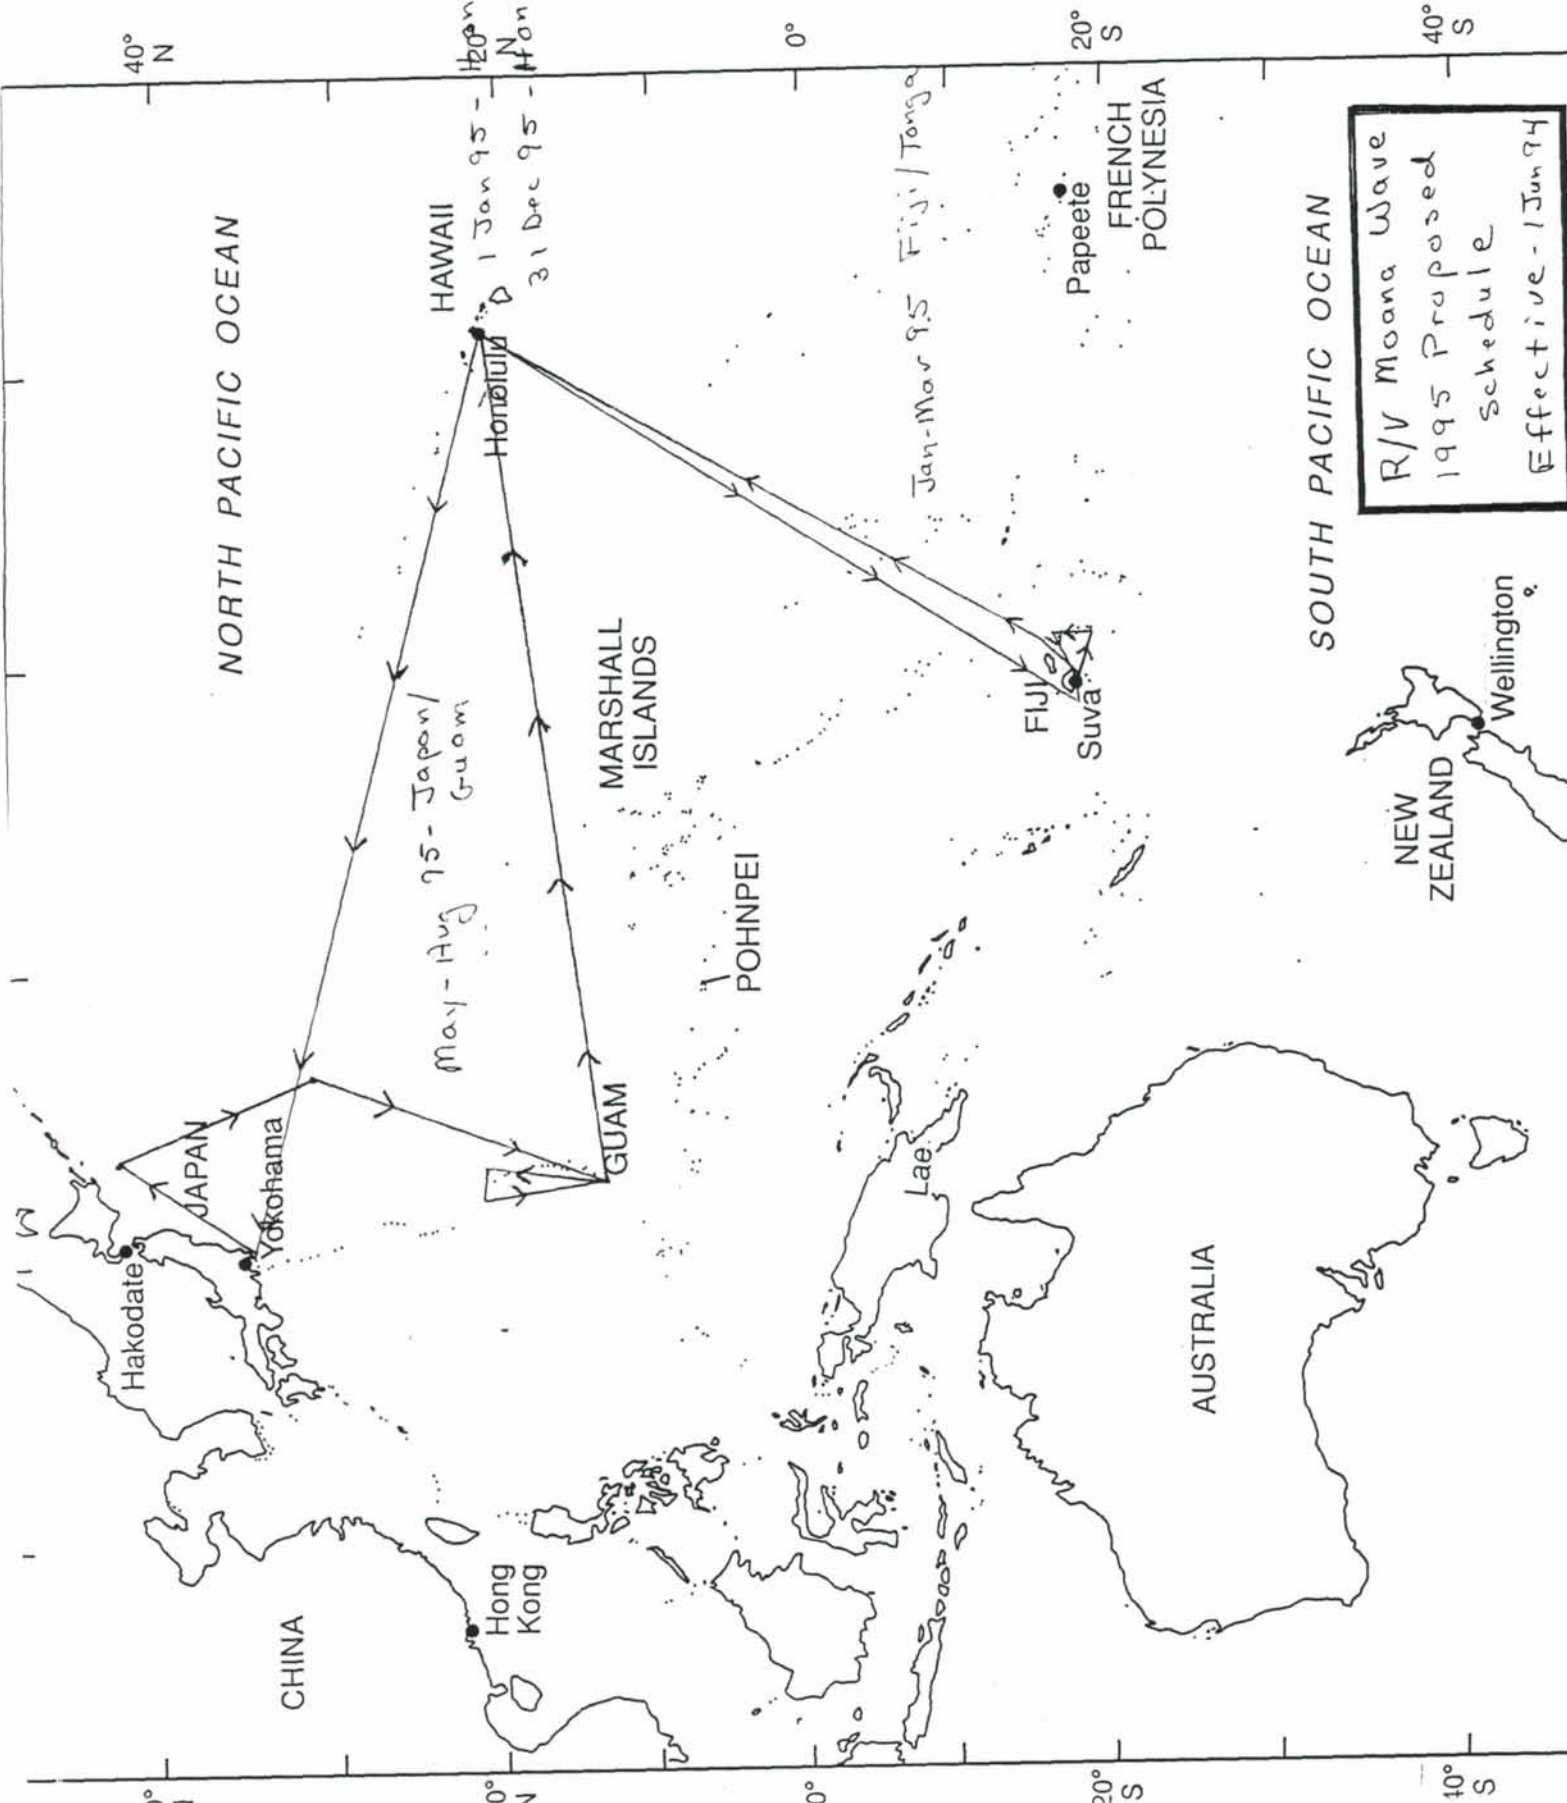 40°
N
NORTH PACIFIC OCEAN
Hakodate
JAPAN
Yokohama
CHINA
May - Aug 95 - Japan/
Guam
HAWAII
1 Jan 95 - Hon
20°
N
31 Dec 95 - Hon
Honolulu
Hong
Kong
GUAM
MARSHALL
ISLANDS
POHNPEI
0°
Jan-Mar 95 Fiji/Tonga
Lae
FIJI
Suva
Papeete
FRENCH
POLYNESIA
20°
S
AUSTRALIA
SOUTH PACIFIC OCEAN
NEW
ZEALAND
Wellington
40°
S
R/V Moana Wave
1995 Proposed
Schedule
Effective - 1 Jun 94